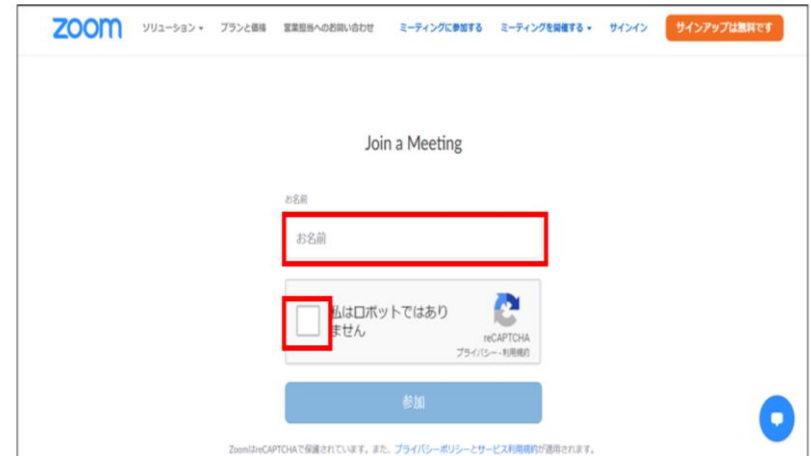 zoom ソリューション プランと価格 営業担当へのお問い合わせ ミーティングに参加する ミーティングを開催する サインイン サインアップは無料です
Join a Meeting
お名前
お名前
私はロボットではあり
ません
reCAPTCHA
プライバシー - 利用規約
参加
ZoomはreCAPTCHAで保護されています。また、プライバシーポリシーとサービス利用規約が適用されます。